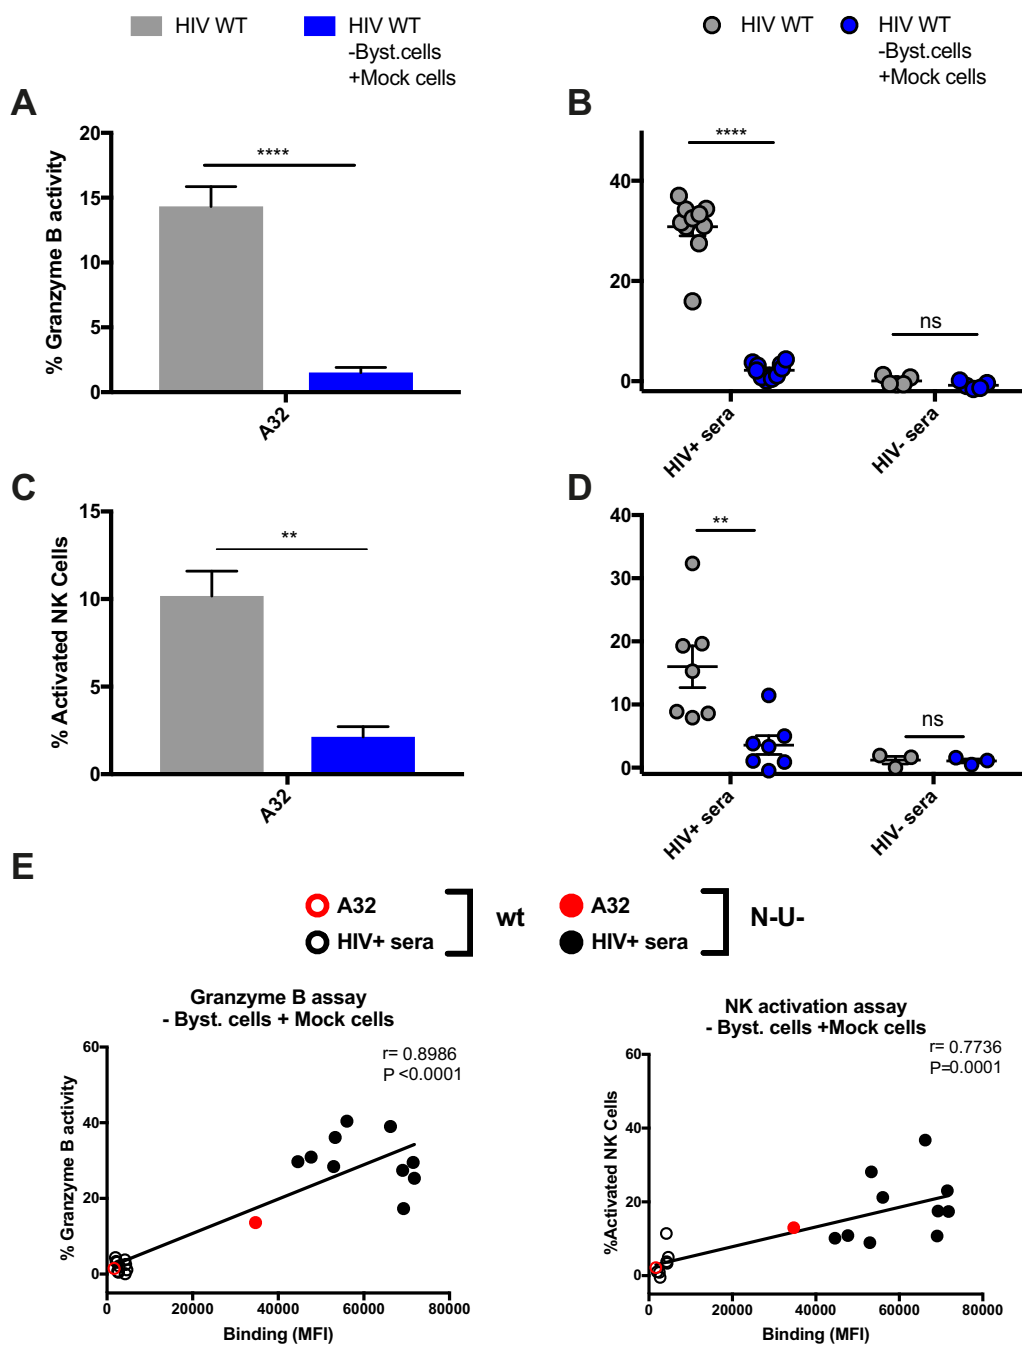 HIV WT
HIV WT
-Byst.cells
+Mock cells
HIV WT
HIV WT
-Byst.cells
+Mock cells
A
% Granzyme B activity
20
15
10
5
0
****
A32
B
40
20
0
****
ns
HIV+ sera
HIV- sera
C
% Activated NK Cells
15
10
5
0
**
A32
D
40
30
20
10
0
**
ns
HIV+ sera
HIV- sera
E
A32
HIV+ sera
wt
A32
HIV+ sera
N-U-
Granzyme B assay
- Byst. cells + Mock cells
r= 0.8986
P <0.0001
% Granzyme B activity
60
40
20
0
0 20000 40000 60000 80000
Binding (MFI)
NK activation assay
- Byst. cells +Mock cells
r= 0.7736
P=0.0001
%Activated NK Cells
60
40
20
0
0 20000 40000 60000 80000
Binding (MFI)